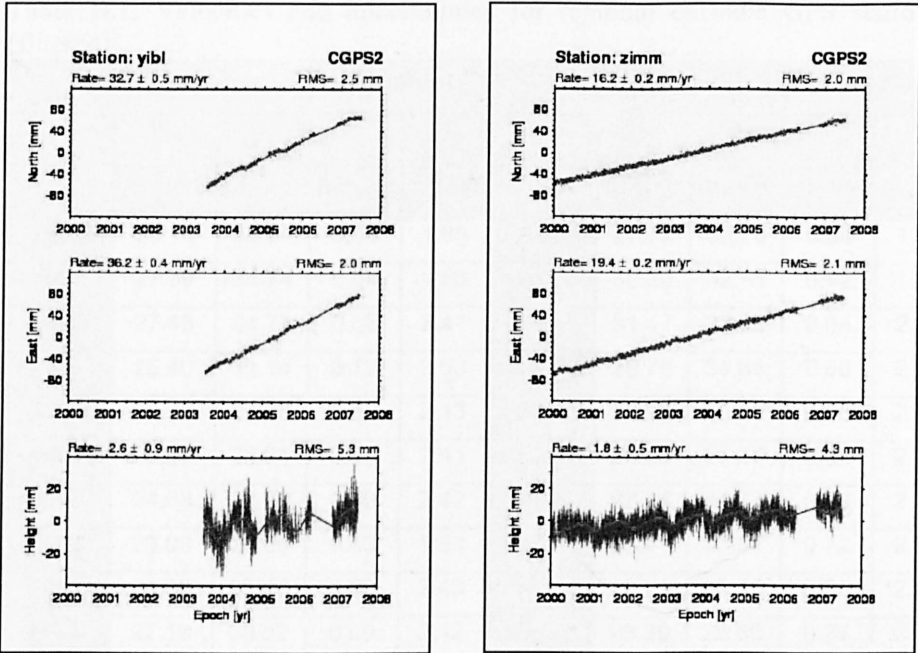 Station: yibl CGPS2
Rate= 32.7 ± 0.5 mm/yr RMS= 2.5 mm
North [mm]
80
40
0
-40
-80
2000 2001 2002 2003 2004 2005 2006 2007 2008
Rate= 36.2 ± 0.4 mm/yr RMS= 2.0 mm
East [mm]
80
40
0
-40
-80
2000 2001 2002 2003 2004 2005 2006 2007 2008
Rate= 2.6 ± 0.9 mm/yr RMS= 5.3 mm
Height [mm]
20
0
-20
2000 2001 2002 2003 2004 2005 2006 2007 2008
Epoch [yr]
Station: zimm CGPS2
Rate= 16.2 ± 0.2 mm/yr RMS= 2.0 mm
North [mm]
80
40
0
-40
-80
2000 2001 2002 2003 2004 2005 2006 2007 2008
Rate= 19.4 ± 0.2 mm/yr RMS= 2.1 mm
East [mm]
80
40
0
-40
-80
2000 2001 2002 2003 2004 2005 2006 2007 2008
Rate= 1.8 ± 0.5 mm/yr RMS= 4.3 mm
Height [mm]
20
0
-20
2000 2001 2002 2003 2004 2005 2006 2007 2008
Epoch [yr]